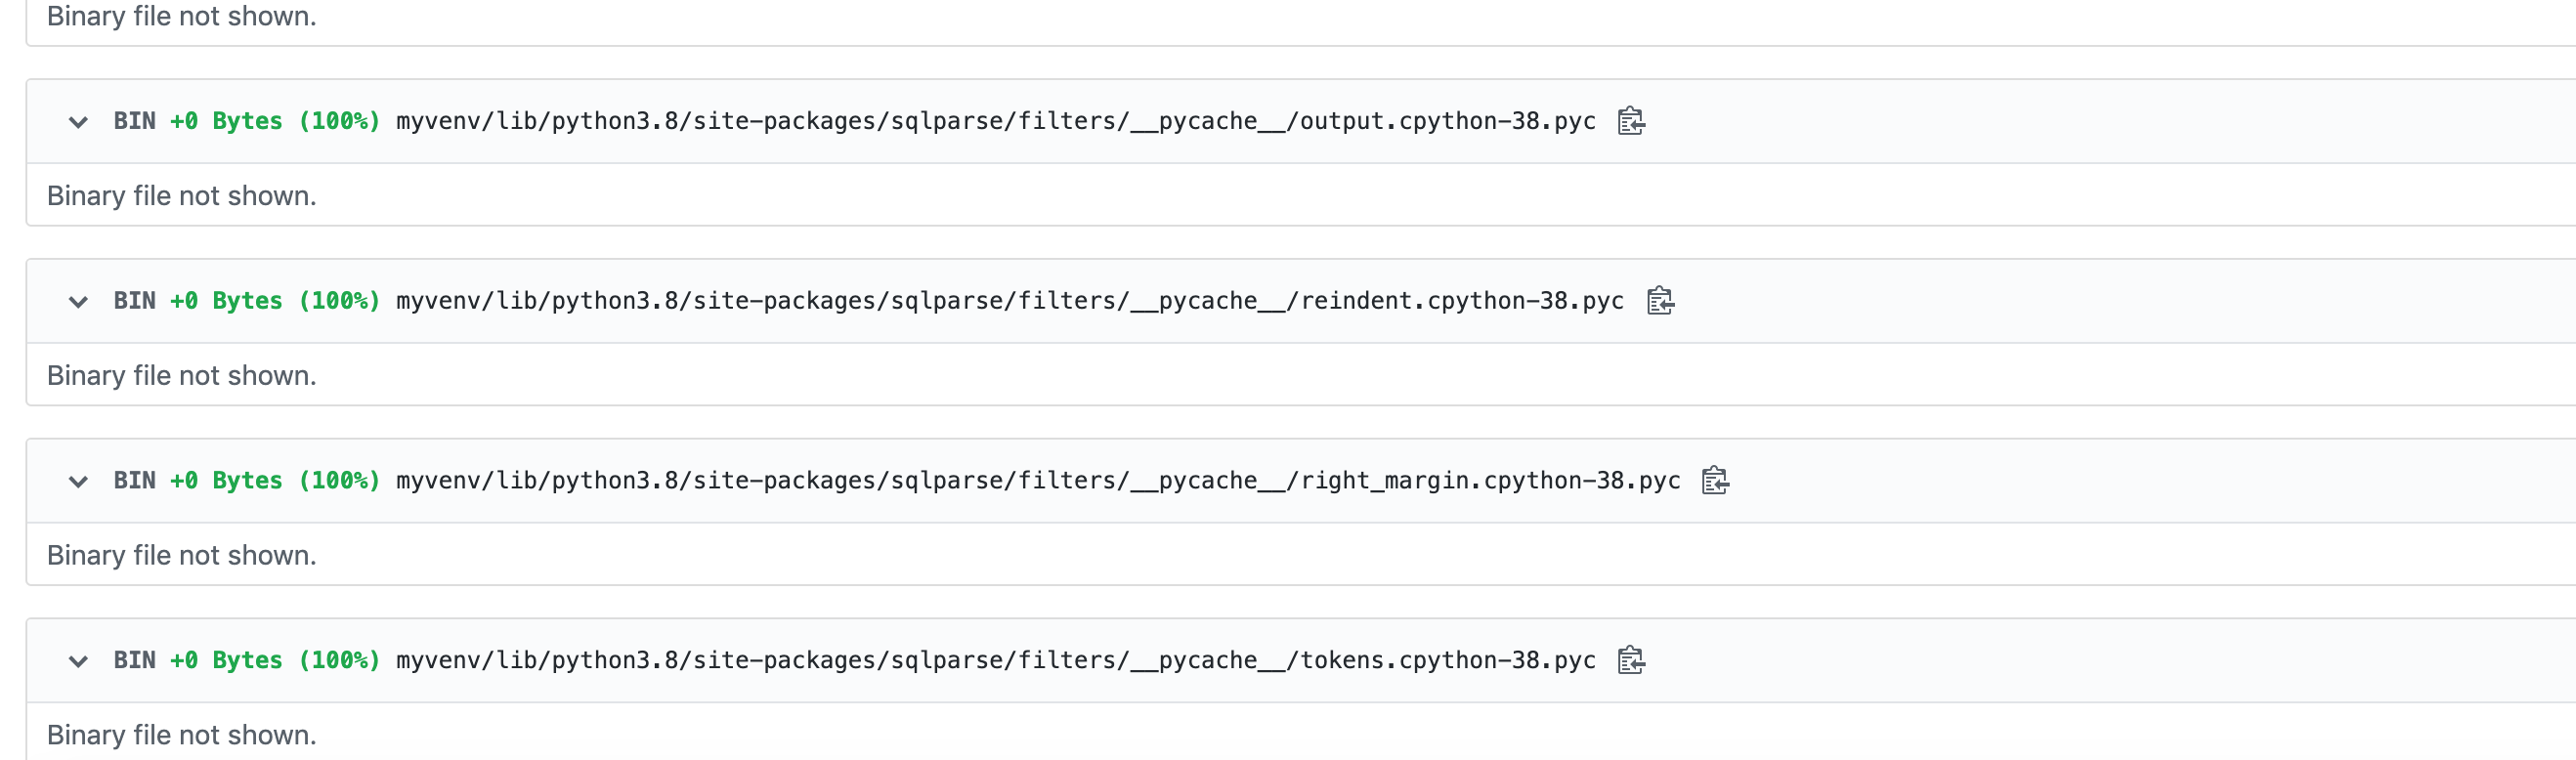 Binary file not shown.
BIN +0 Bytes (100%) myvenv/lib/python3.8/site-packages/sqlparse/filters/__pycache__/output.cpython-38.pyc
Binary file not shown.
BIN +0 Bytes (100%) myvenv/lib/python3.8/site-packages/sqlparse/filters/__pycache__/reindent.cpython-38.pyc
Binary file not shown.
BIN +0 Bytes (100%) myvenv/lib/python3.8/site-packages/sqlparse/filters/__pycache__/right_margin.cpython-38.pyc
Binary file not shown.
BIN +0 Bytes (100%) myvenv/lib/python3.8/site-packages/sqlparse/filters/__pycache__/tokens.cpython-38.pyc
Binary file not shown.